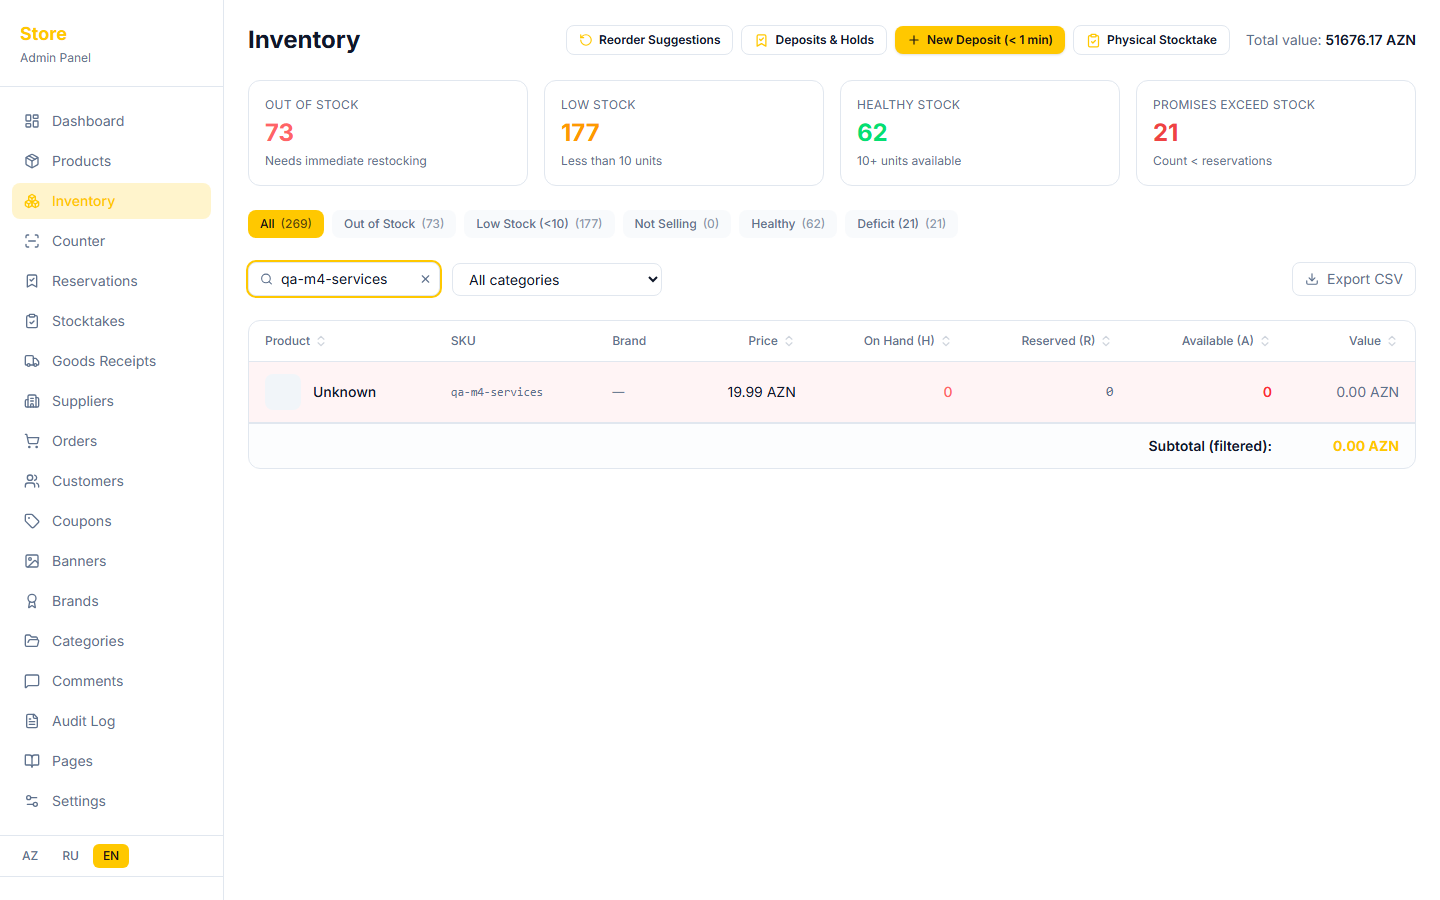 Store
Admin Panel
Dashboard
Products
Inventory
Counter
Reservations
Stocktakes
Goods Receipts
Suppliers
Orders
Customers
Coupons
Banners
Brands
Categories
Comments
Audit Log
Pages
Settings
AZ RU EN
Inventory
Reorder Suggestions Deposits & Holds New Deposit (< 1 min) Physical Stocktake Total value: 51676.17 AZN
OUT OF STOCK
73
Needs immediate restocking
LOW STOCK
177
Less than 10 units
HEALTHY STOCK
62
10+ units available
PROMISES EXCEED STOCK
21
Count < reservations
All (269) Out of Stock (73) Low Stock (<10) (177) Not Selling (0) Healthy (62) Deficit (21) (21)
qa-m4-services All categories Export CSV
Product SKU Brand Price On Hand (H) Reserved (R) Available (A) Value
Unknown qa-m4-services — 19.99 AZN 0 0 0 0.00 AZN
Subtotal (filtered): 0.00 AZN